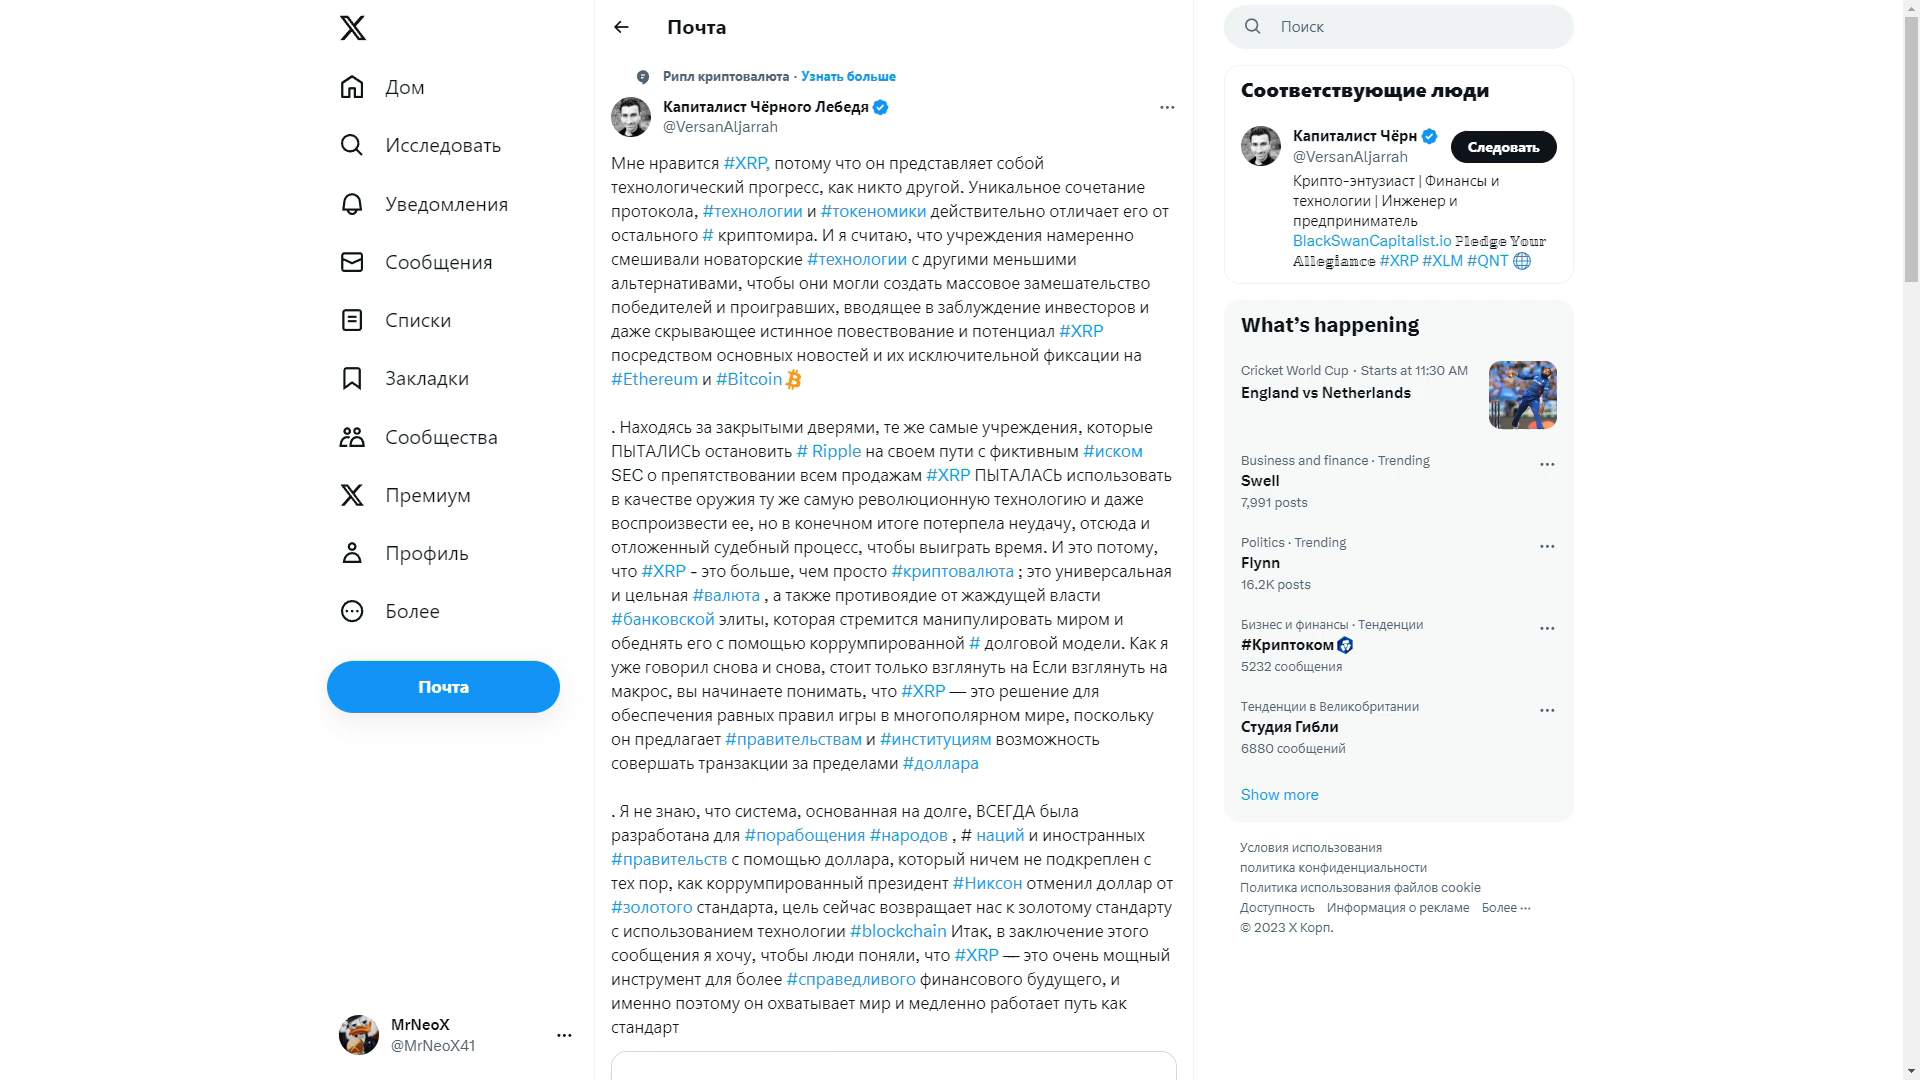 Дом
Исследовать
Уведомления
Сообщения
Списки
Закладки
Сообщества
Премиум
Профиль
Более
Почта
MrNeoX
@MrNeoX41
Почта
Рипл криптовалюта · Узнать больше
Капиталист Чёрного Лебедя
@VersanAljarrah
Мне нравится #XRP, потому что он представляет собой
технологический прогресс, как никто другой. Уникальное сочетание
протокола, #технологии и #токеномики действительно отличает его от
остального # криптомира. И я считаю, что учреждения намеренно
смешивали новаторские #технологии с другими меньшими
альтернативами, чтобы они могли создать массовое замешательство
победителей и проигравших, вводящее в заблуждение инвесторов и
даже скрывающее истинное повествование и потенциал #XRP
посредством основных новостей и их исключительной фиксации на
#Ethereum и #Bitcoin
. Находясь за закрытыми дверями, те же самые учреждения, которые
ПЫТАЛИСЬ остановить # Ripple на своем пути с фиктивным #иском
SEC о препятствовании всем продажам #XRP ПЫТАЛАСЬ использовать
в качестве оружия ту же самую революционную технологию и даже
воспроизвести ее, но в конечном итоге потерпела неудачу, отсюда и
отложенный судебный процесс, чтобы выиграть время. И это потому,
что #XRP - это больше, чем просто #криптовалюта ; это универсальная
и цельная #валюта , а также противоядие от жаждущей власти
#банковской элиты, которая стремится манипулировать миром и
обеднять его с помощью коррумпированной # долговой модели. Как я
уже говорил снова и снова, стоит только взглянуть на Если взглянуть на
макрос, вы начинаете понимать, что #XRP — это решение для
обеспечения равных правил игры в многополярном мире, поскольку
он предлагает #правительствам и #институциям возможность
совершать транзакции за пределами #доллара
. Я не знаю, что система, основанная на долге, ВСЕГДА была
разработана для #порабощения #народов , # наций и иностранных
#правительств с помощью доллара, который ничем не подкреплен с
тех пор, как коррумпированный президент #Никсон отменил доллар от
#золотого стандарта, цель сейчас возвращает нас к золотому стандарту
с использованием технологии #blockchain Итак, в заключение этого
сообщения я хочу, чтобы люди поняли, что #XRP — это очень мощный
инструмент для более #справедливого финансового будущего, и
именно поэтому он охватывает мир и медленно работает путь как
стандарт
Поиск
Соответствующие люди
Капиталист Чёрн
@VersanAljarrah
Следовать
Крипто-энтузиаст | Финансы и
технологии | Инженер и
предприниматель
BlackSwanCapitalist.io Pledge Your
Allegiance #XRP #XLM #QNT
What's happening
Cricket World Cup · Starts at 11:30 AM
England vs Netherlands
Business and finance · Trending
Swell
7,991 posts
Politics · Trending
Flynn
16.2K posts
Бизнес и финансы · Тенденции
#Криптоком
5232 сообщения
Тенденции в Великобритании
Студия Гибли
6880 сообщений
Show more
Условия использования
политика конфиденциальности
Политика использования файлов cookie
Доступность Информация о рекламе Более ···
© 2023 X Корп.